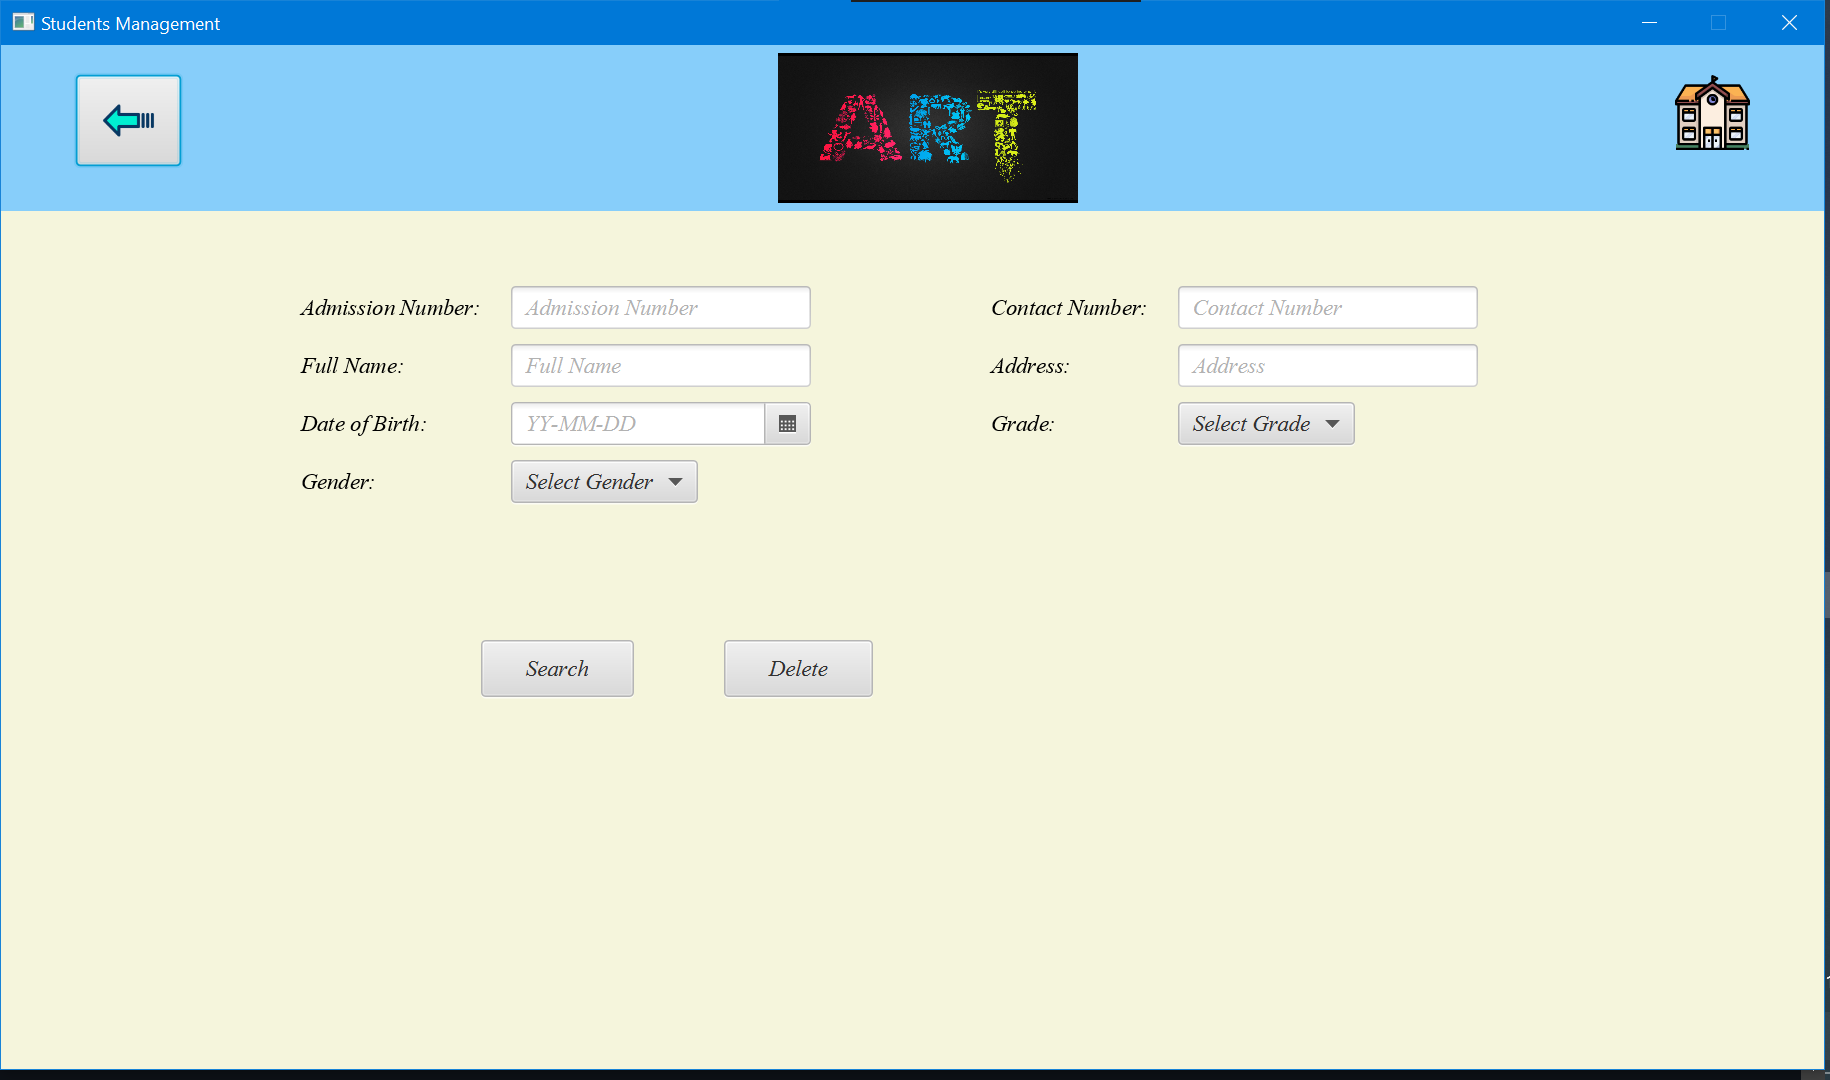 Students Management
ART
Admission Number: Admission Number Contact Number: Contact Number
Full Name: Full Name Address: Address
Date of Birth: YY-MM-DD Grade: Select Grade
Gender: Select Gender
Search Delete